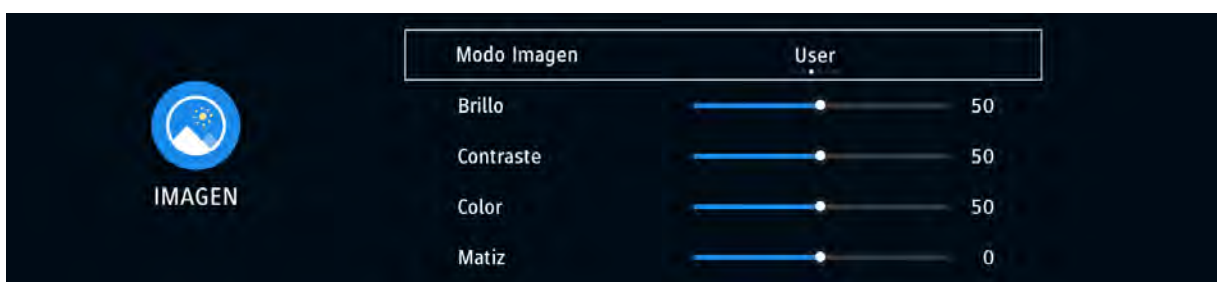 Modo Imagen User
Brillo 50
Contraste 50
IMAGEN
Color 50
Matiz 0